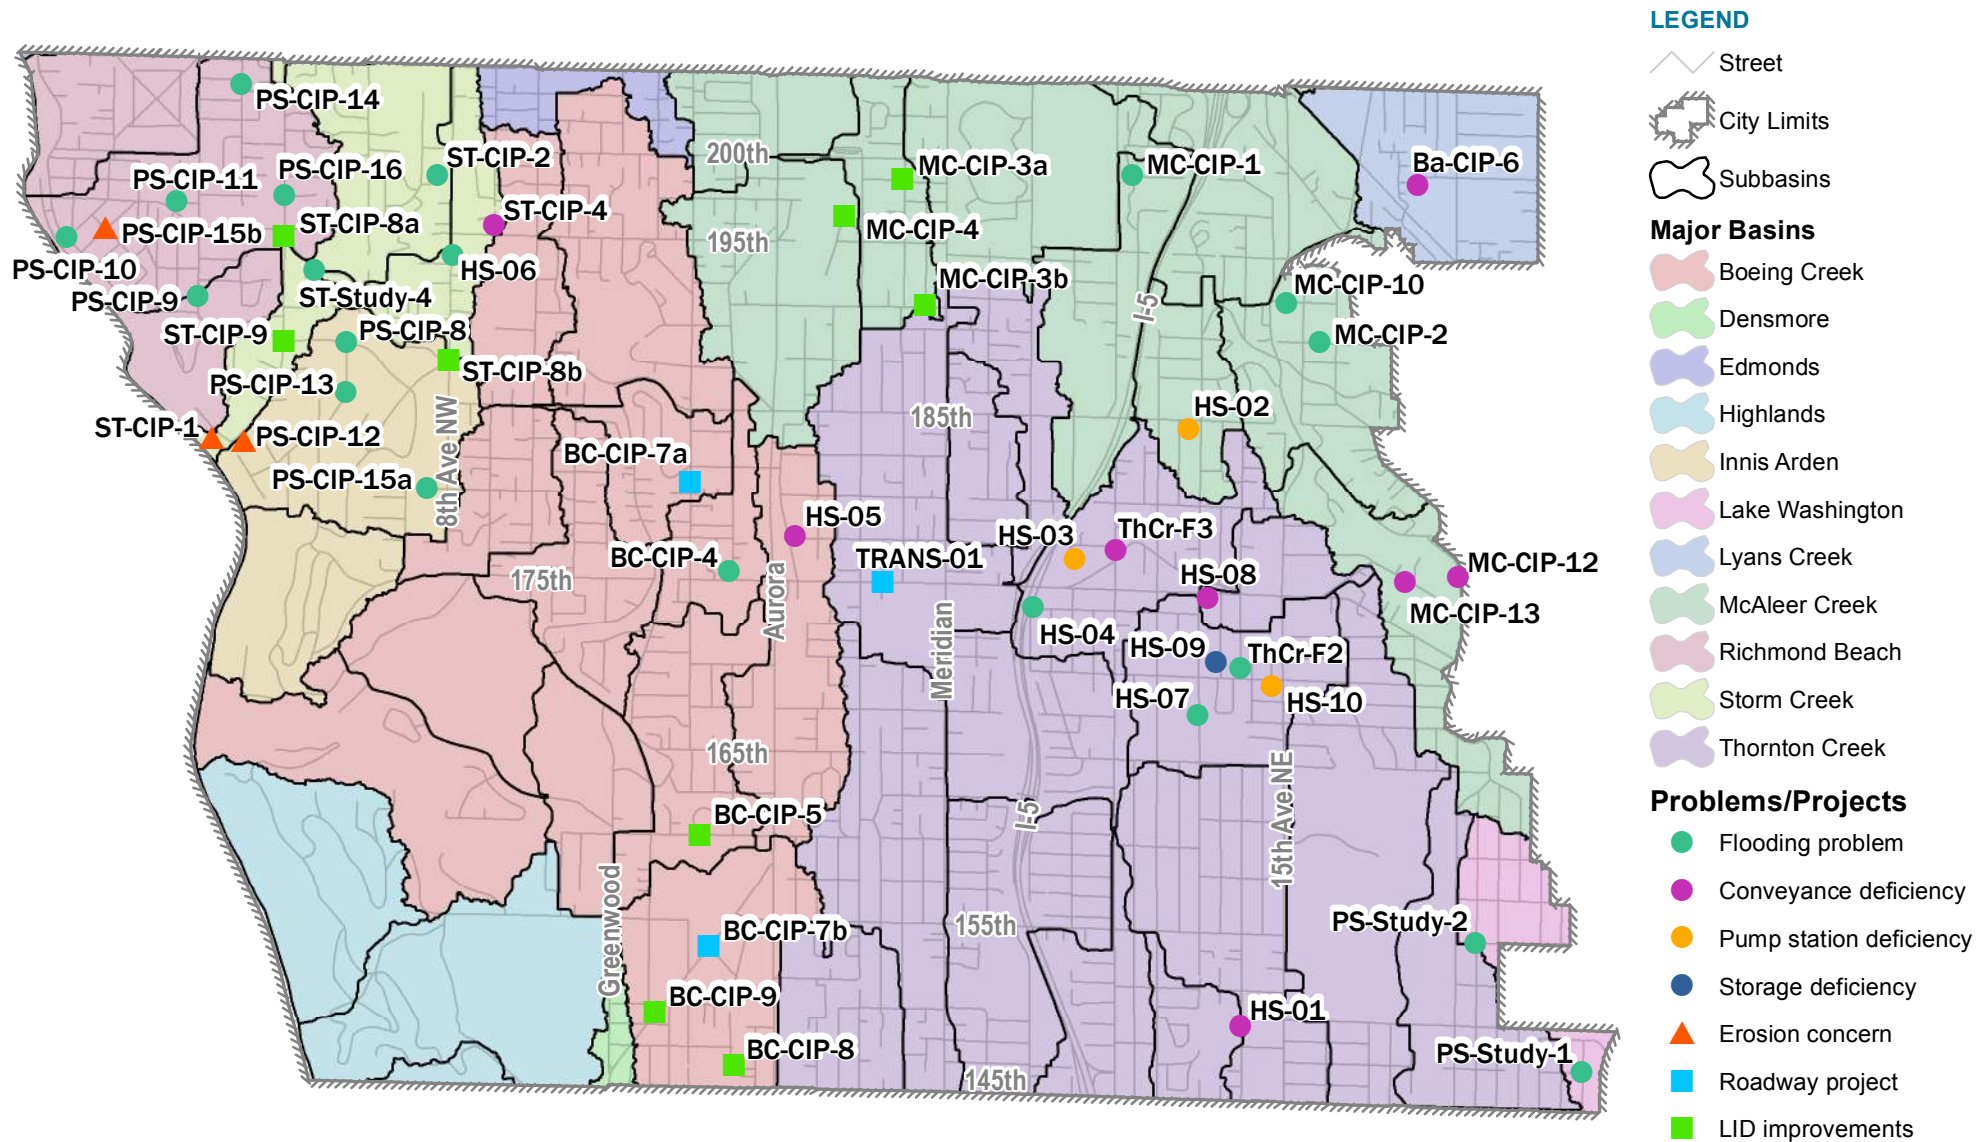 PS-CIP-14
PS-CIP-11
PS-CIP-16
ST-CIP-2
200th
MC-CIP-3a
MC-CIP-1
Ba-CIP-6
PS-CIP-15b
ST-CIP-8a
ST-CIP-4
195th
MC-CIP-4
PS-CIP-10
PS-CIP-9
ST-Study-4
HS-06
MC-CIP-3b
I-5
MC-CIP-10
ST-CIP-9
PS-CIP-8
MC-CIP-2
PS-CIP-13
ST-CIP-8b
185th
HS-02
ST-CIP-1
PS-CIP-12
8th Ave NW
BC-CIP-7a
PS-CIP-15a
HS-05
HS-03
ThCr-F3
BC-CIP-4
175th
Aurora
TRANS-01
HS-08
MC-CIP-12
MC-CIP-13
HS-04
Meridian
HS-09
ThCr-F2
HS-07
HS-10
165th
I-5
15th Ave NE
BC-CIP-5
Greenwood
BC-CIP-7b
155th
PS-Study-2
BC-CIP-9
HS-01
BC-CIP-8
145th
PS-Study-1
LEGEND
Street
City Limits
Subbasins
Major Basins
Boeing Creek
Densmore
Edmonds
Highlands
Innis Arden
Lake Washington
Lyans Creek
McAleer Creek
Richmond Beach
Storm Creek
Thornton Creek
Problems/Projects
Flooding problem
Conveyance deficiency
Pump station deficiency
Storage deficiency
Erosion concern
Roadway project
LID improvements